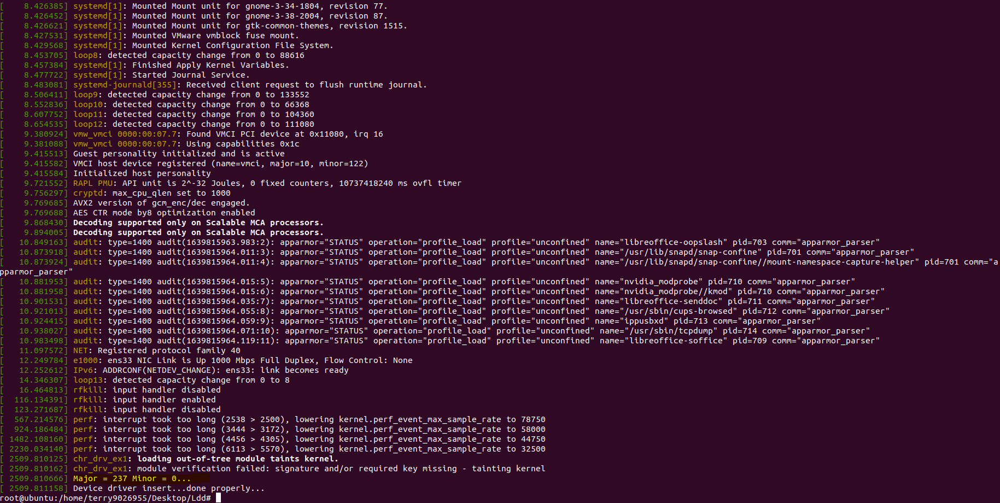 [    8.426385] systemd[1]: Mounted Mount unit for gnome-3-34-1804, revision 77.
[    8.426452] systemd[1]: Mounted Mount unit for gnome-3-38-2004, revision 87.
[    8.426621] systemd[1]: Mounted Mount unit for gtk-common-themes, revision 1515.
[    8.427531] systemd[1]: Mounted VMware vmblock fuse mount.
[    8.429568] systemd[1]: Mounted Kernel Configuration File System.
[    8.453705] loop8: detected capacity change from 0 to 88616
[    8.457384] systemd[1]: Finished Apply Kernel Variables.
[    8.477722] systemd[1]: Started Journal Service.
[    8.483081] systemd-journald[355]: Received client request to flush runtime journal.
[    8.506411] loop9: detected capacity change from 0 to 133552
[    8.552836] loop10: detected capacity change from 0 to 66368
[    8.607752] loop11: detected capacity change from 0 to 104360
[    8.654535] loop12: detected capacity change from 0 to 111080
[    9.380924] vmw_vmci 0000:00:07.7: Found VMCI PCI device at 0x11080, irq 16
[    9.381088] vmw_vmci 0000:00:07.7: Using capabilities 0x1c
[    9.415513] Guest personality initialized and is active
[    9.415582] VMCI host device registered (name=vmci, major=10, minor=122)
[    9.415584] Initialized host personality
[    9.721552] RAPL PMU: API unit is 2^-32 Joules, 0 fixed counters, 10737418240 ms ovfl timer
[    9.756297] cryptd: max_cpu_qlen set to 1000
[    9.769685] AVX2 version of gcm_enc/dec engaged.
[    9.769688] AES CTR mode by8 optimization enabled
[    9.868430] Decoding supported only on Scalable MCA processors.
[    9.894005] Decoding supported only on Scalable MCA processors.
[   10.849163] audit: type=1400 audit(1639815963.983:2): apparmor="STATUS" operation="profile_load" profile="unconfined" name="libreoffice-oopslash" pid=703 comm="apparmor_parser"
[   10.873918] audit: type=1400 audit(1639815964.011:3): apparmor="STATUS" operation="profile_load" profile="unconfined" name="/usr/lib/snapd/snap-confine" pid=701 comm="apparmor_parser"
[   10.873924] audit: type=1400 audit(1639815964.011:4): apparmor="STATUS" operation="profile_load" profile="unconfined" name="/usr/lib/snapd/snap-confine//mount-namespace-capture-helper" pid=701 comm="a
pparmor_parser"
[   10.881953] audit: type=1400 audit(1639815964.015:5): apparmor="STATUS" operation="profile_load" profile="unconfined" name="nvidia_modprobe" pid=710 comm="apparmor_parser"
[   10.881958] audit: type=1400 audit(1639815964.015:6): apparmor="STATUS" operation="profile_load" profile="unconfined" name="nvidia_modprobe//kmod" pid=710 comm="apparmor_parser"
[   10.901531] audit: type=1400 audit(1639815964.035:7): apparmor="STATUS" operation="profile_load" profile="unconfined" name="libreoffice-senddoc" pid=711 comm="apparmor_parser"
[   10.921013] audit: type=1400 audit(1639815964.055:8): apparmor="STATUS" operation="profile_load" profile="unconfined" name="/usr/sbin/cups-browsed" pid=712 comm="apparmor_parser"
[   10.924415] audit: type=1400 audit(1639815964.059:9): apparmor="STATUS" operation="profile_load" profile="unconfined" name="ippusbxd" pid=713 comm="apparmor_parser"
[   10.938027] audit: type=1400 audit(1639815964.071:10): apparmor="STATUS" operation="profile_load" profile="unconfined" name="/usr/sbin/tcpdump" pid=714 comm="apparmor_parser"
[   10.983498] audit: type=1400 audit(1639815964.119:11): apparmor="STATUS" operation="profile_load" profile="unconfined" name="libreoffice-soffice" pid=709 comm="apparmor_parser"
[   11.097572] NET: Registered protocol family 40
[   12.249784] e1000: ens33 NIC Link is Up 1000 Mbps Full Duplex, Flow Control: None
[   12.252612] IPv6: ADDRCONF(NETDEV_CHANGE): ens33: link becomes ready
[   14.346307] loop13: detected capacity change from 0 to 8
[   16.464813] rfkill: input handler disabled
[  116.134391] rfkill: input handler enabled
[  123.271687] rfkill: input handler disabled
[  567.214576] perf: interrupt took too long (2538 > 2500), lowering kernel.perf_event_max_sample_rate to 78750
[  924.186484] perf: interrupt took too long (3444 > 3172), lowering kernel.perf_event_max_sample_rate to 58000
[ 1482.108160] perf: interrupt took too long (4456 > 4305), lowering kernel.perf_event_max_sample_rate to 44750
[ 2230.034140] perf: interrupt took too long (6113 > 5570), lowering kernel.perf_event_max_sample_rate to 32500
[ 2509.810125] chr_drv_ex1: loading out-of-tree module taints kernel.
[ 2509.810162] chr_drv_ex1: module verification failed: signature and/or required key missing - tainting kernel
[ 2509.810666] Major = 237 Minor = 0...
[ 2509.811158] Device driver insert...done properly...
root@ubuntu:/home/terry9026955/Desktop/Ldd#